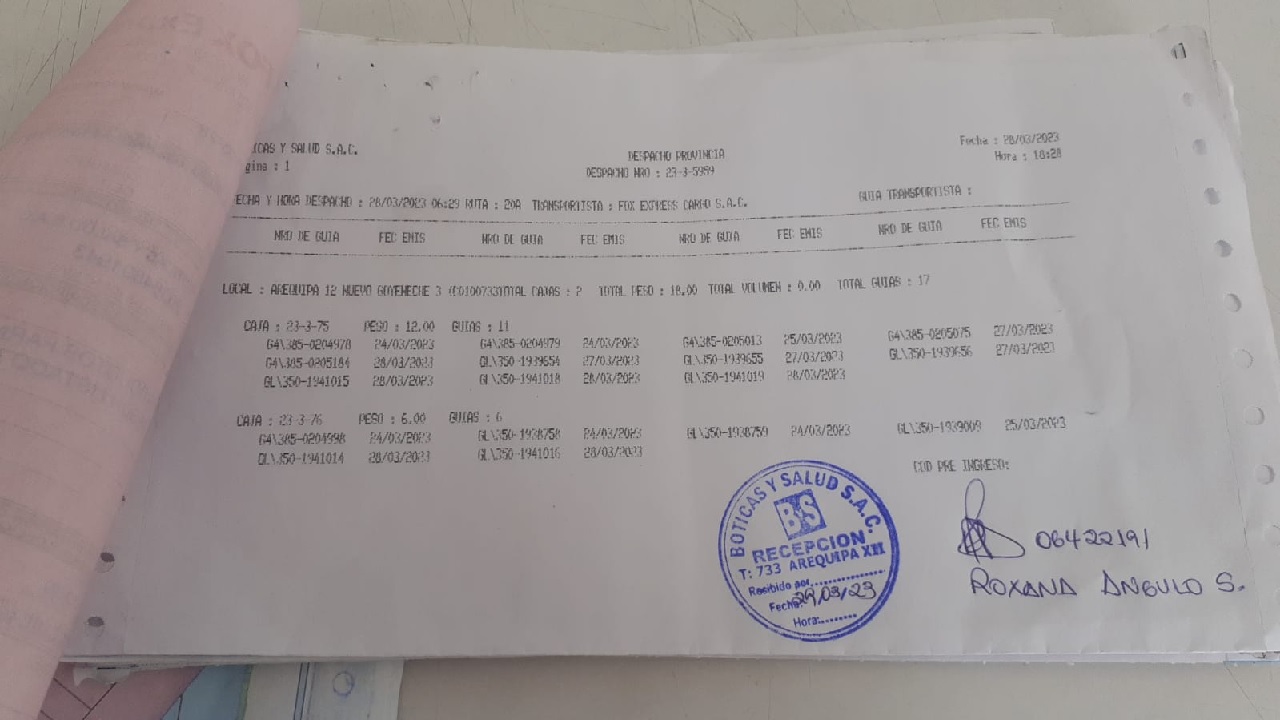 ICAS Y SALUD S.A.C.
gina : 1
DESPACHO PROVINCIA
DESPACHO NRO : 23-3-5989
Fecha : 28/03/2023
Hora : 18:28
ECHA Y HORA DESPACHO : 28/03/2023 06:29 RUTA : 20A TRANSPORTISTA : FOX EXPRESS CARGO S.A.C. GUIA TRANSPORTISTA :
NRO DE GUIA FEC EMIS NRO DE GUIA FEC EMIS NRO DE GUIA FEC EMIS NRO DE GUIA FEC EMIS
LOCAL : AREQUIPA 12 NUEVO GOYENECHE 3 (C0100733)TOTAL CAJAS : 2 TOTAL PESO : 18.00 TOTAL VOLUMEN : 0.00 TOTAL GUIAS : 17
CAJA : 23-3-75 PESO : 12.00 GUIAS : 11
G4\385-0204978 24/03/2023 G4\385-0204979 24/03/2023 G4\385-0205013 25/03/2023 G4\385-0205075 27/03/2023
G4\385-0205184 28/03/2023 GL\350-1939654 27/03/2023 GL\350-1939655 27/03/2023 GL\350-1939656 27/03/2023
GL\350-1941015 28/03/2023 GL\350-1941018 28/03/2023 GL\350-1941019 28/03/2023
CAJA : 23-3-76 PESO : 6.00 GUIAS : 6
G4\385-0204998 24/03/2023 GL\350-1938758 24/03/2023 GL\350-1938759 24/03/2023 GL\350-1939009 25/03/2023
GL\350-1941014 28/03/2023 GL\350-1941016 28/03/2023
COD PRE INGRESO:
BOTICAS Y SALUD S.A.C.
B S
RECEPCION
T: 733 AREQUIPA XII
Recibido por
Fecha: 29/03/23
Hora:
06422191
ROXANA ANGULO S.